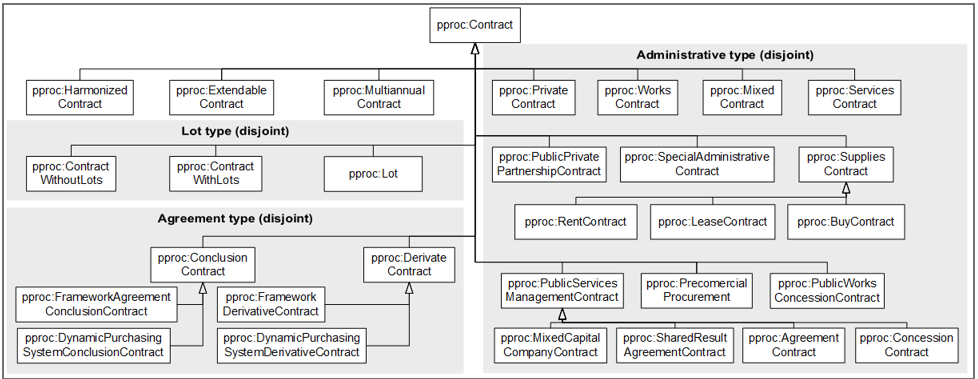 pproc:Contract
Administrative type (disjoint)
pproc:Harmonized
Contract
pproc:Extendable
Contract
pproc:Multiannual
Contract
pproc:Private
Contract
pproc:Works
Contract
pproc:Mixed
Contract
pproc:Services
Contract
Lot type (disjoint)
pproc:Contract
WithoutLots
pproc:Contract
WithLots
pproc:Lot
pproc:PublicPrivate
PartnershipContract
pproc:SpecialAdministrative
Contract
pproc:Supplies
Contract
pproc:RentContract
pproc:LeaseContract
pproc:BuyContract
Agreement type (disjoint)
pproc:Conclusion
Contract
pproc:Derivate
Contract
pproc:FrameworkAgreement
ConclusionContract
pproc:Framework
DerivativeContract
pproc:DynamicPurchasing
SystemConclusionContract
pproc:DynamicPurchasing
SystemDerivativeContract
pproc:PublicServices
ManagementContract
pproc:Precomercial
Procurement
pproc:PublicWorks
ConcessionContract
pproc:MixedCapital
CompanyContract
pproc:SharedResult
AgreementContract
pproc:Agreement
Contract
pproc:Concession
Contract